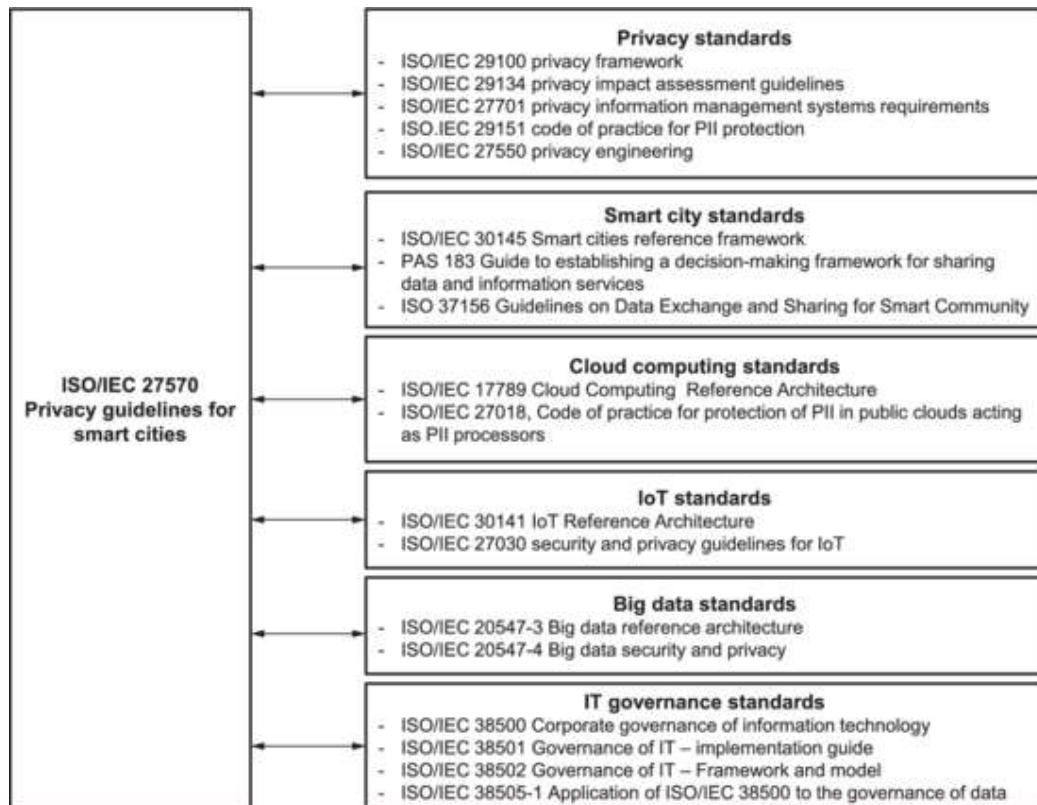 ISO/IEC 27570
Privacy guidelines for
smart cities
Privacy standards
- ISO/IEC 29100 privacy framework
- ISO/IEC 29134 privacy impact assessment guidelines
- ISO/IEC 27701 privacy information management systems requirements
- ISO.IEC 29151 code of practice for PII protection
- ISO/IEC 27550 privacy engineering
Smart city standards
- ISO/IEC 30145 Smart cities reference framework
- PAS 183 Guide to establishing a decision-making framework for sharing
data and information services
- ISO 37156 Guidelines on Data Exchange and Sharing for Smart Community
Cloud computing standards
- ISO/IEC 17789 Cloud Computing Reference Architecture
- ISO/IEC 27018, Code of practice for protection of PII in public clouds acting
as PII processors
IoT standards
- ISO/IEC 30141 IoT Reference Architecture
- ISO/IEC 27030 security and privacy guidelines for IoT
Big data standards
- ISO/IEC 20547-3 Big data reference architecture
- ISO/IEC 20547-4 Big data security and privacy
IT governance standards
- ISO/IEC 38500 Corporate governance of information technology
- ISO/IEC 38501 Governance of IT – implementation guide
- ISO/IEC 38502 Governance of IT – Framework and model
- ISO/IEC 38505-1 Application of ISO/IEC 38500 to the governance of data